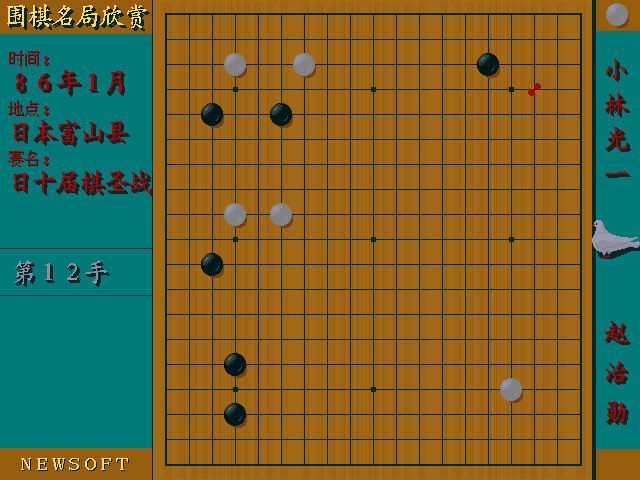 围棋名局欣赏
时间：
８６年１月
地点：
日本富山县
赛名：
日十届棋圣战
第１２手
NEWSOFT
小林光一
赵治勋